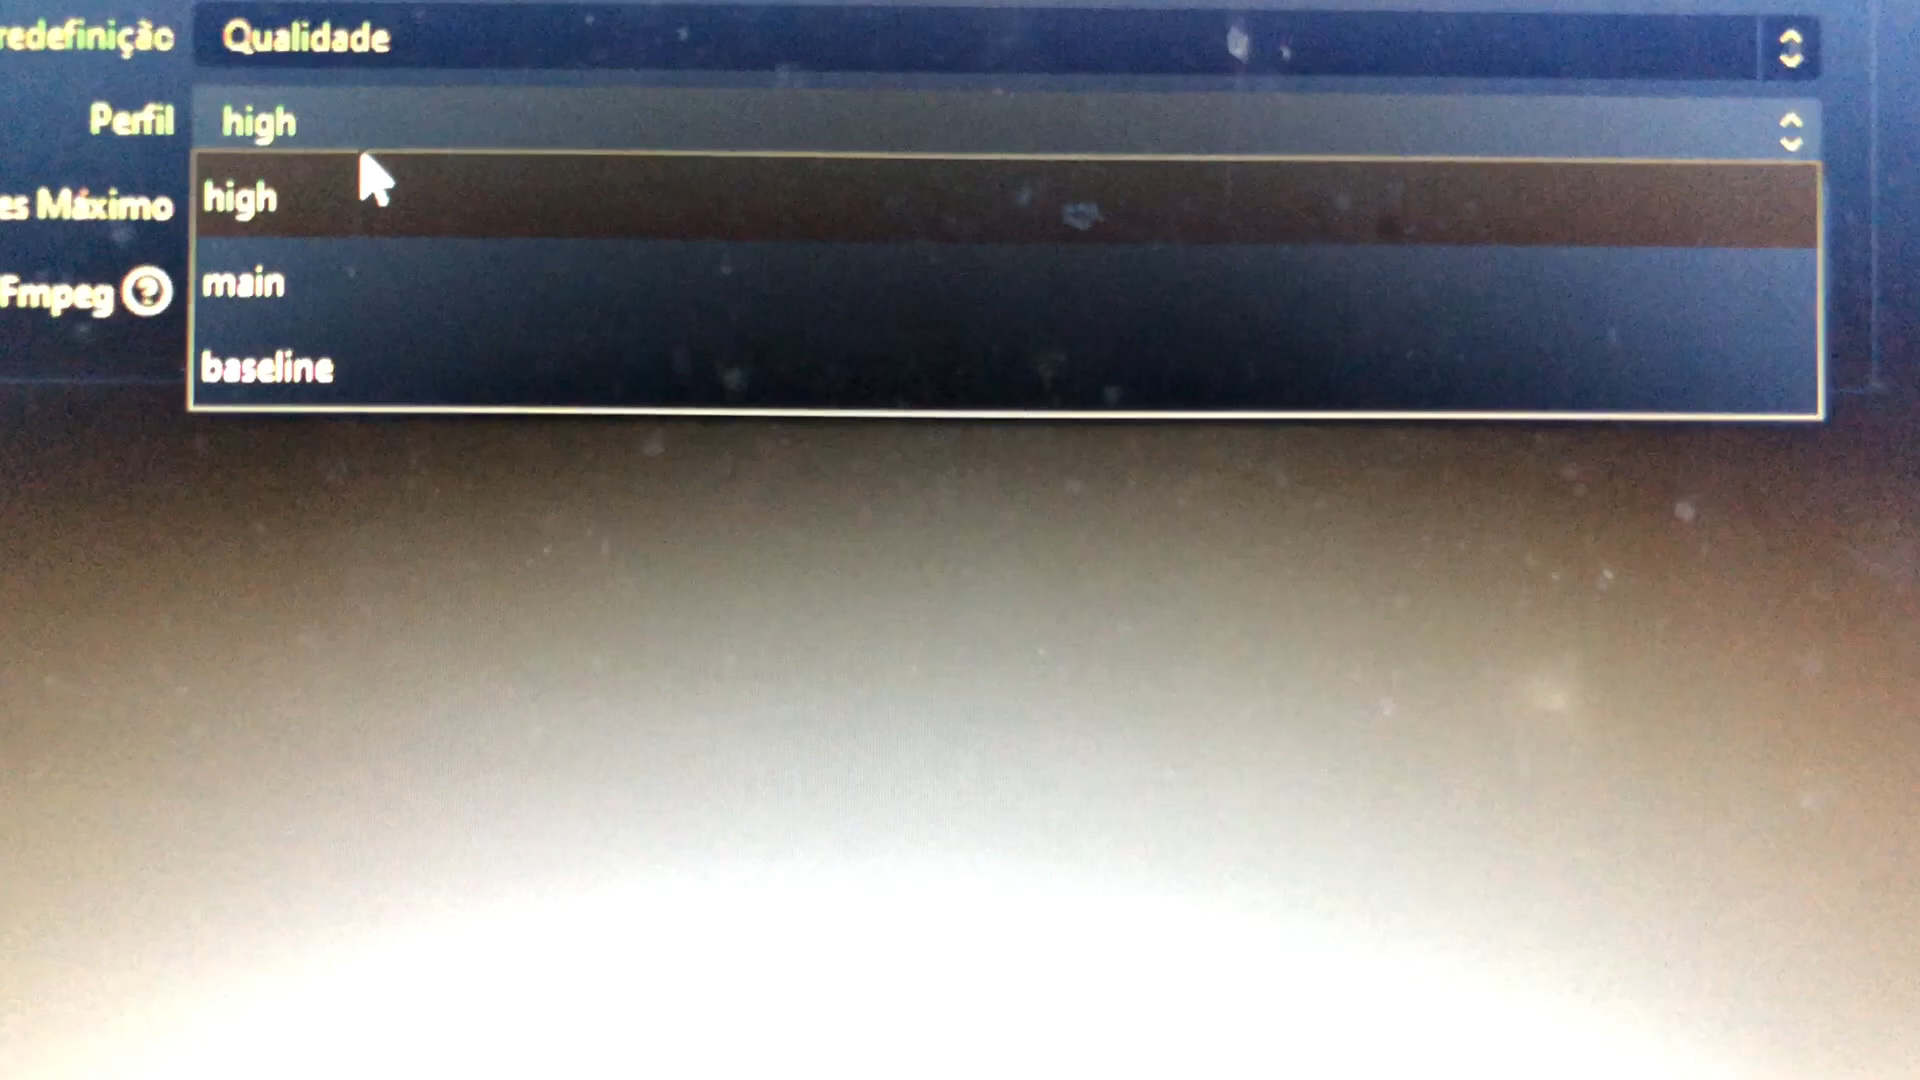 redefinição Qualidade
Perfil high
high
es Máximo
main
Fmpeg ?
baseline